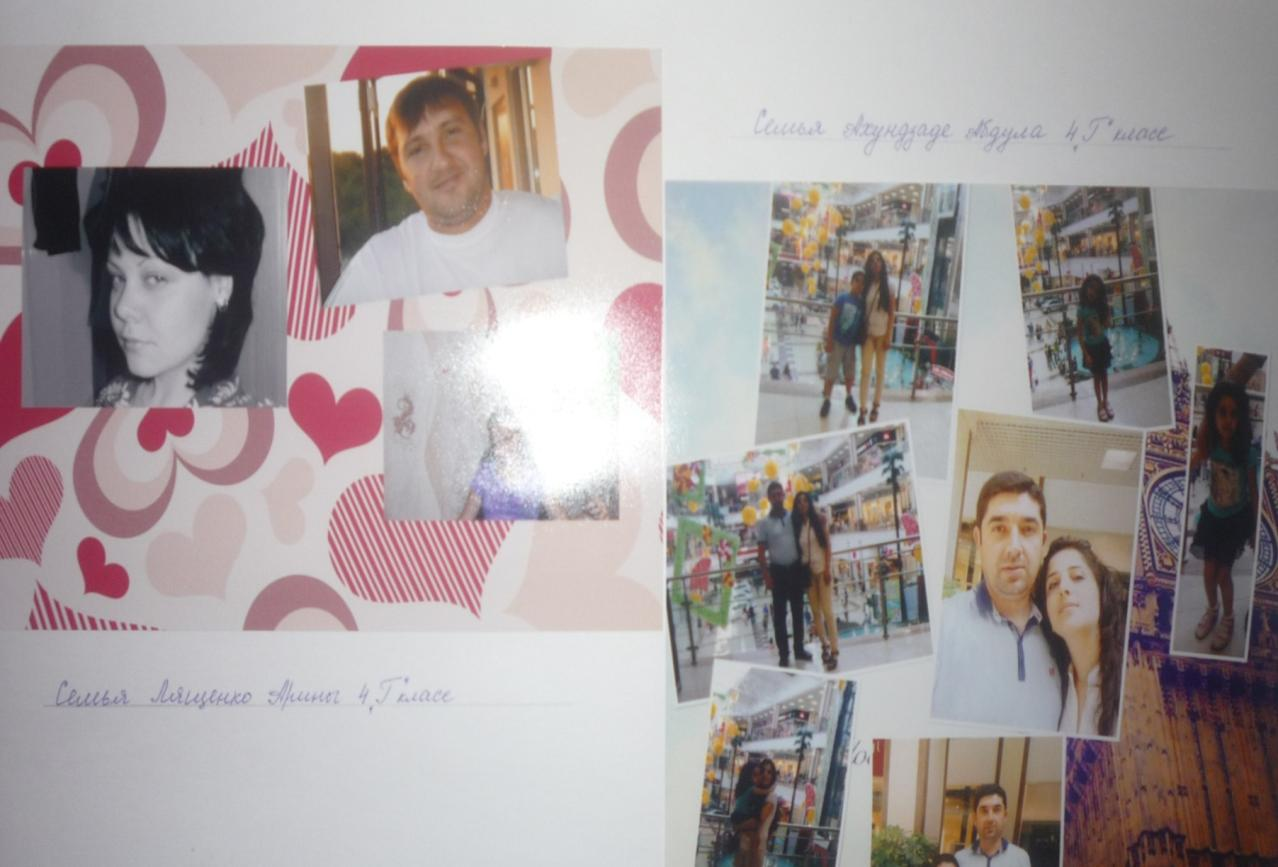 Семья Лященко Арины 4 „Г" класс
Семья Ахундзаде Абдула 4 „Г" класс